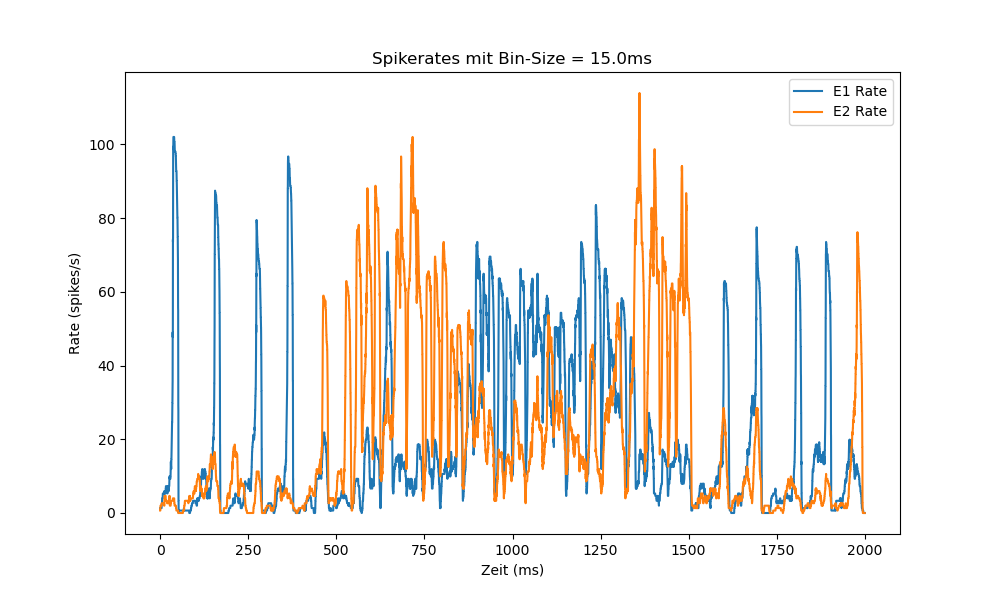 Spikerates mit Bin-Size = 15.0ms
E1 Rate
E2 Rate
Rate (spikes/s)
100
80
60
40
20
0
0 250 500 750 1000 1250 1500 1750 2000
Zeit (ms)